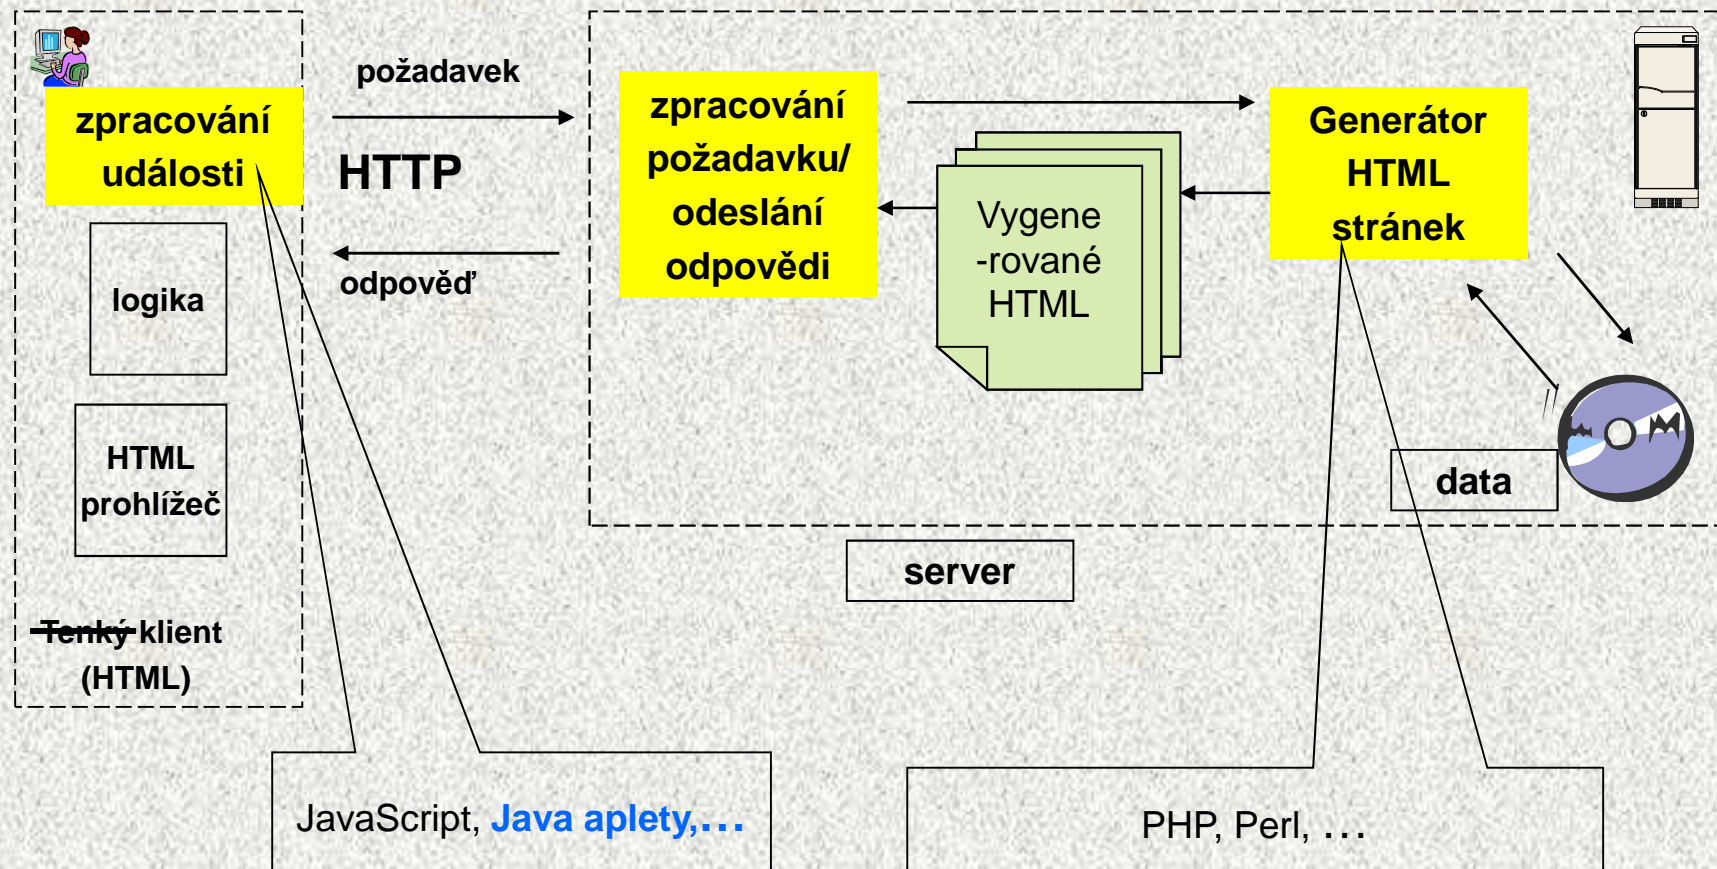 zpracování
události
logika
HTML
prohlížeč
Tenký klient
(HTML)
požadavek
HTTP
odpověď
zpracování
požadavku/
odeslání
odpovědi
Vygene
-rované
HTML
Generátor
HTML
stránek
data
server
JavaScript, Java aplety,...
PHP, Perl, ...